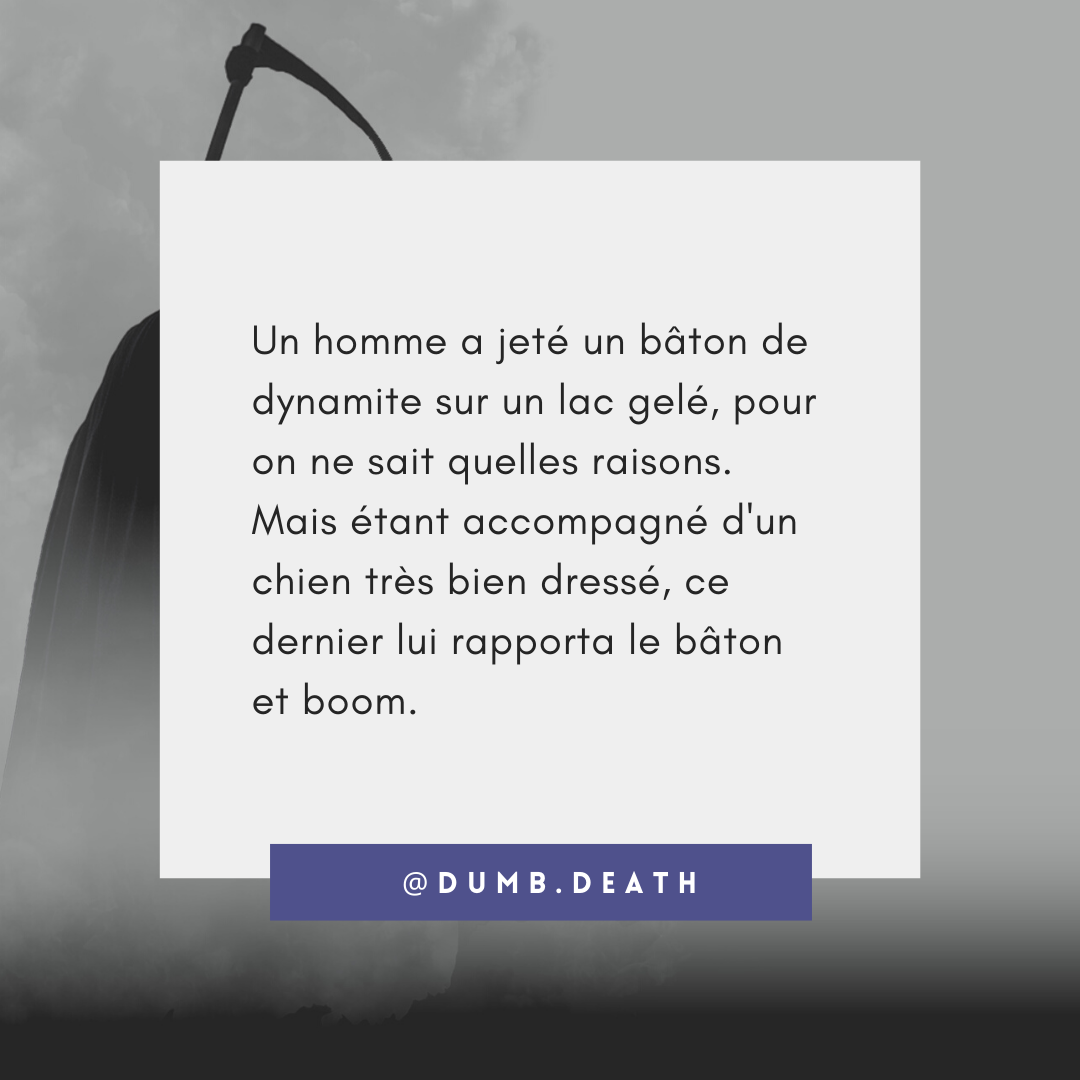 Un homme a jeté un bâton de
dynamite sur un lac gelé, pour
on ne sait quelles raisons.
Mais étant accompagné d'un
chien très bien dressé, ce
dernier lui rapporta le bâton
et boom.
@DUMB.DEATH